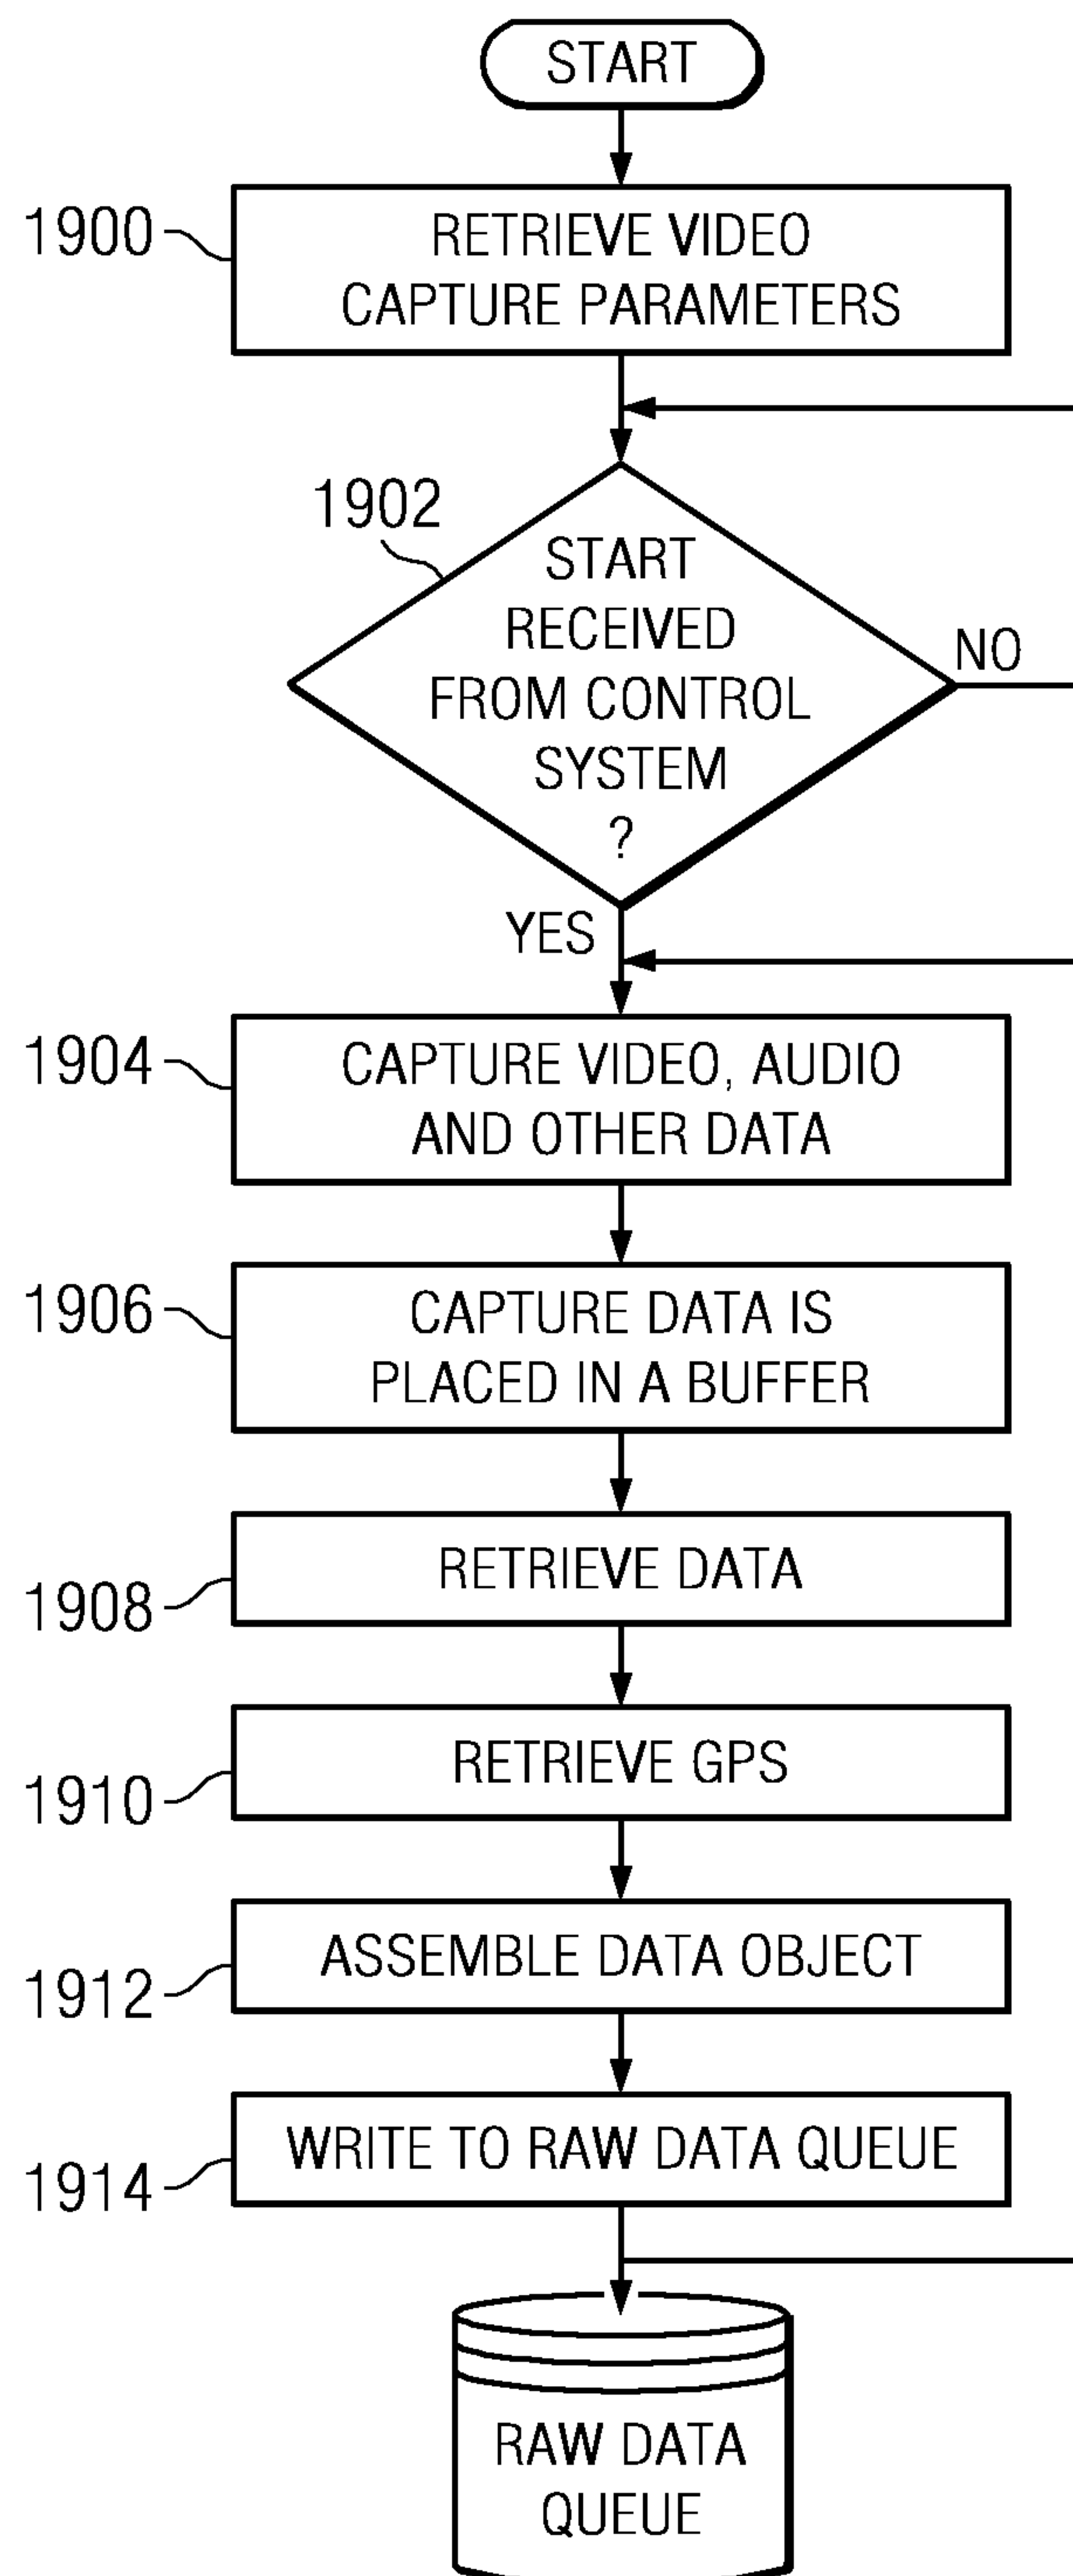 START
1900
RETRIEVE VIDEO
CAPTURE PARAMETERS
1902
START
RECEIVED
FROM CONTROL
SYSTEM
?
NO
YES
1904
CAPTURE VIDEO, AUDIO
AND OTHER DATA
1906
CAPTURE DATA IS
PLACED IN A BUFFER
1908
RETRIEVE DATA
1910
RETRIEVE GPS
1912
ASSEMBLE DATA OBJECT
1914
WRITE TO RAW DATA QUEUE
RAW DATA
QUEUE